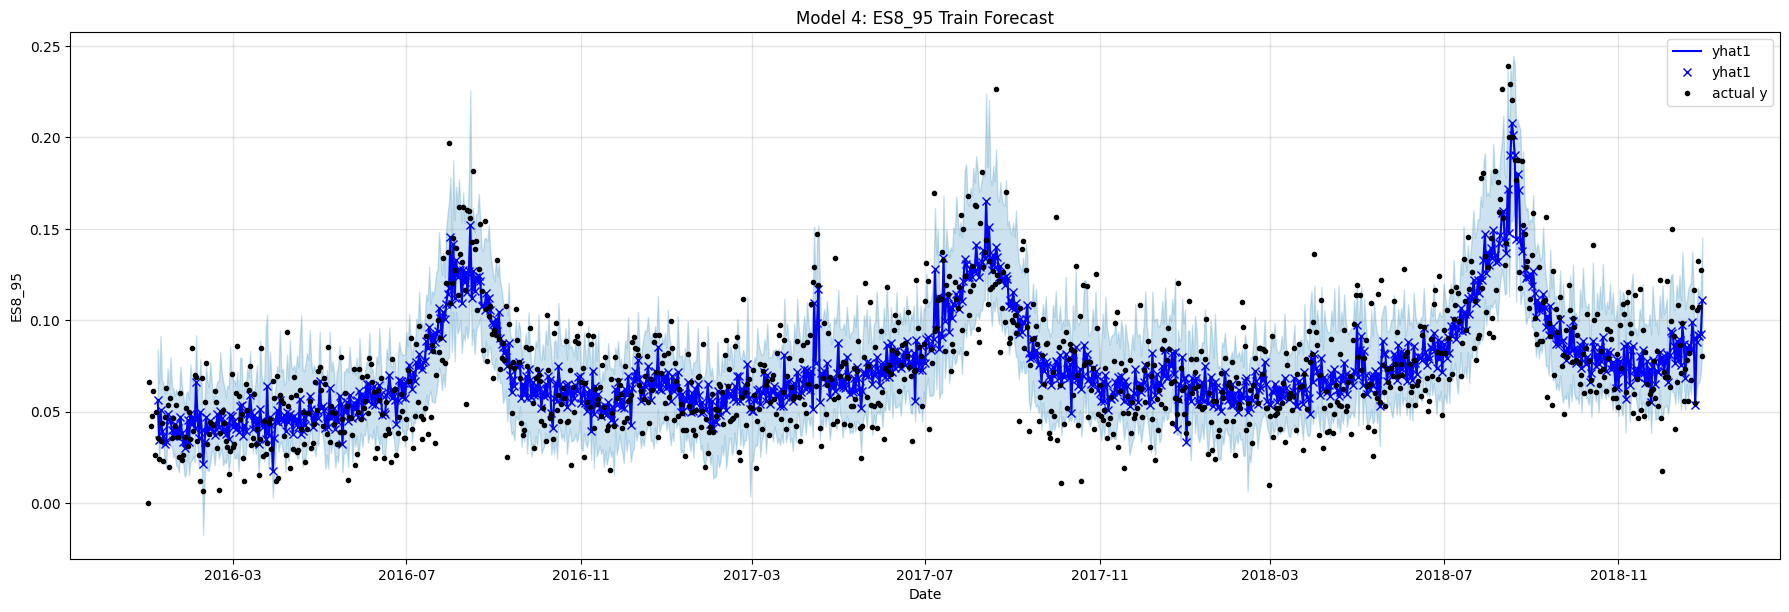 Model 4: ES8_95 Train Forecast
yhat1
yhat1
actual y
ES8_95
0.25
0.20
0.15
0.10
0.05
0.00
2016-03
2016-07
2016-11
2017-03
2017-07
2017-11
2018-03
2018-07
2018-11
Date